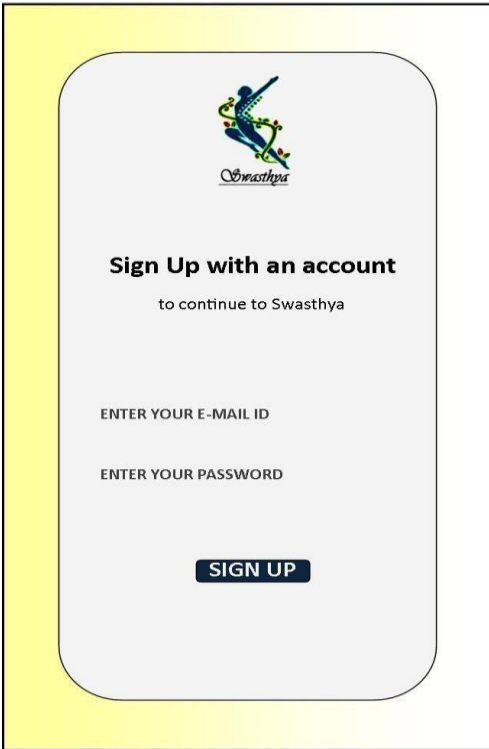 Swasthya
Sign Up with an account
to continue to Swasthya
ENTER YOUR E-MAIL ID
ENTER YOUR PASSWORD
SIGN UP